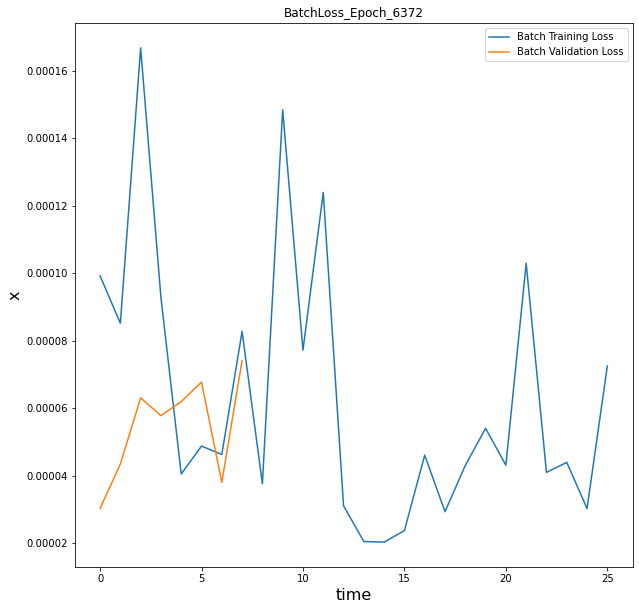 BatchLoss_Epoch_6372
Batch Training Loss
Batch Validation Loss
0.00016
0.00014
0.00012
0.00010
0.00008
0.00006
0.00004
0.00002
x
0 5 10 15 20 25
time